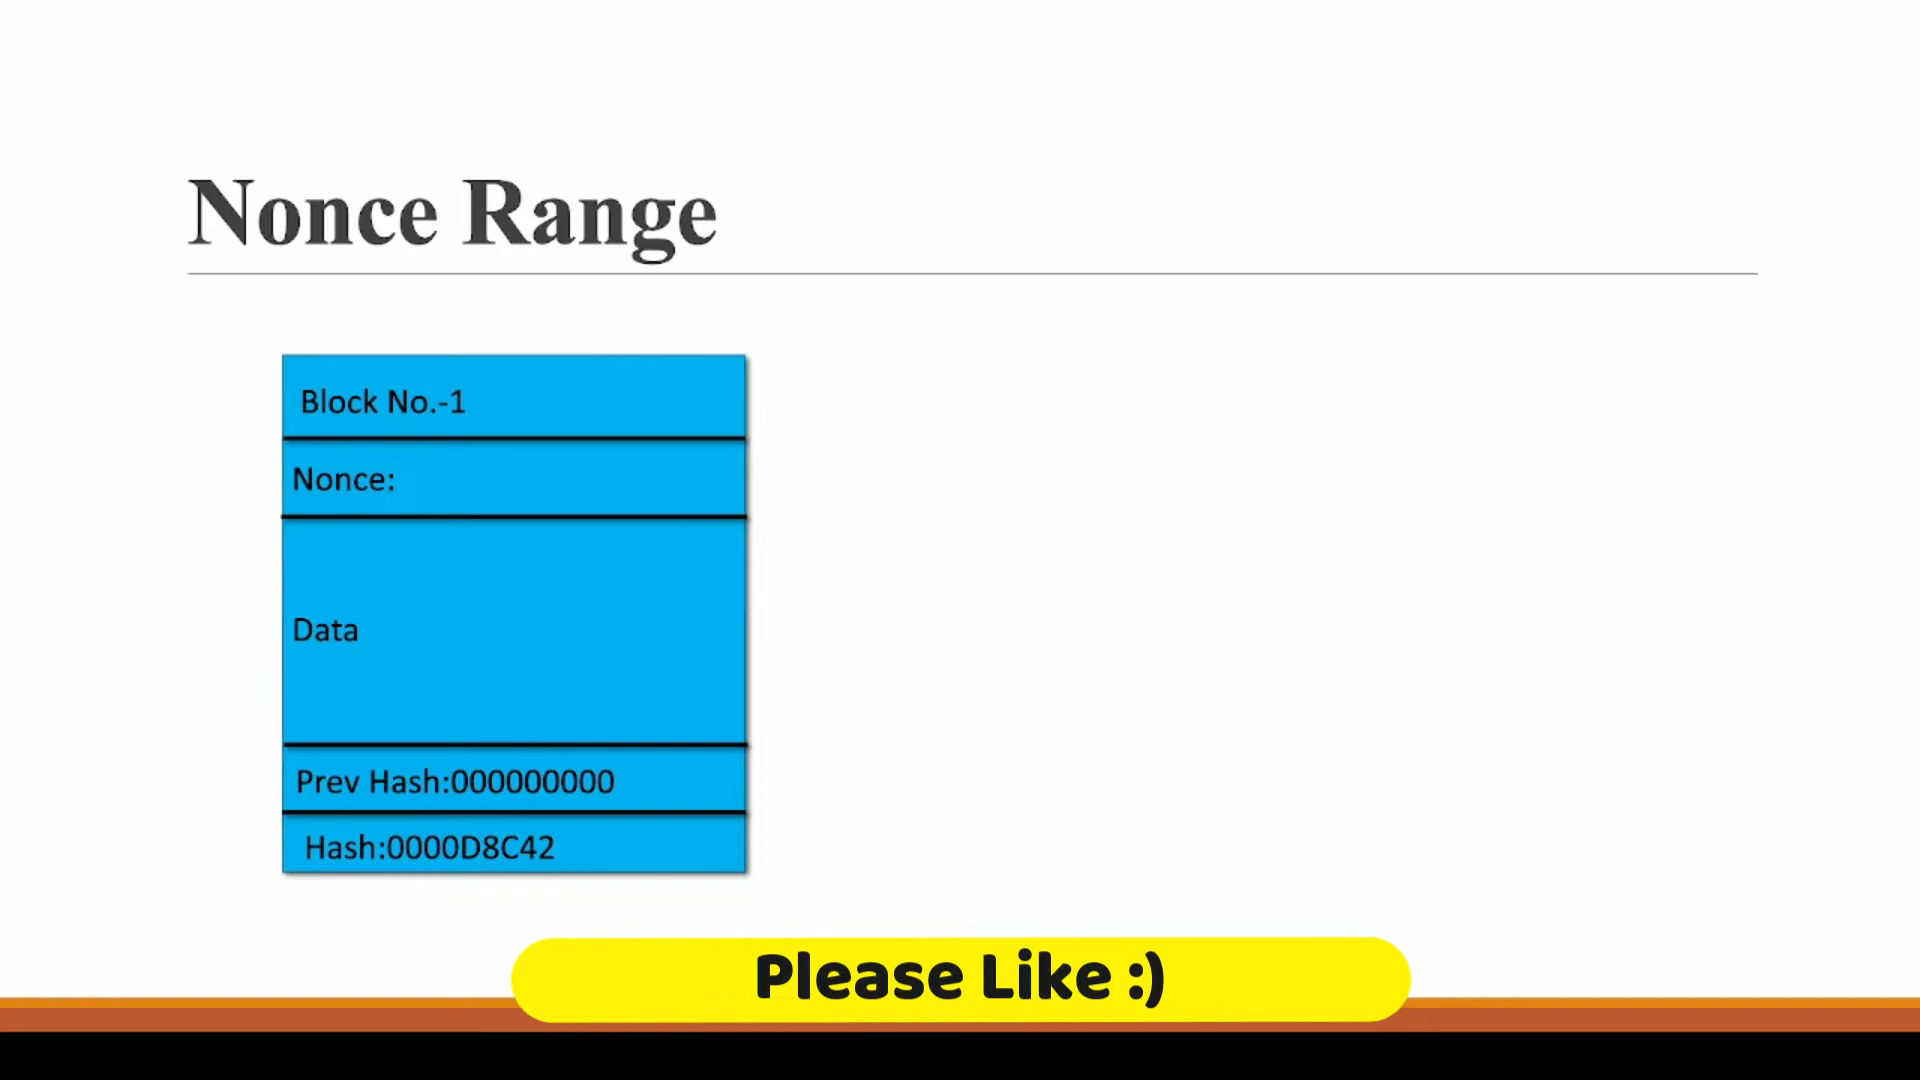 Nonce Range
Block No.-1
Nonce:
Data
Prev Hash:000000000
Hash:0000D8C42
Please Like :)